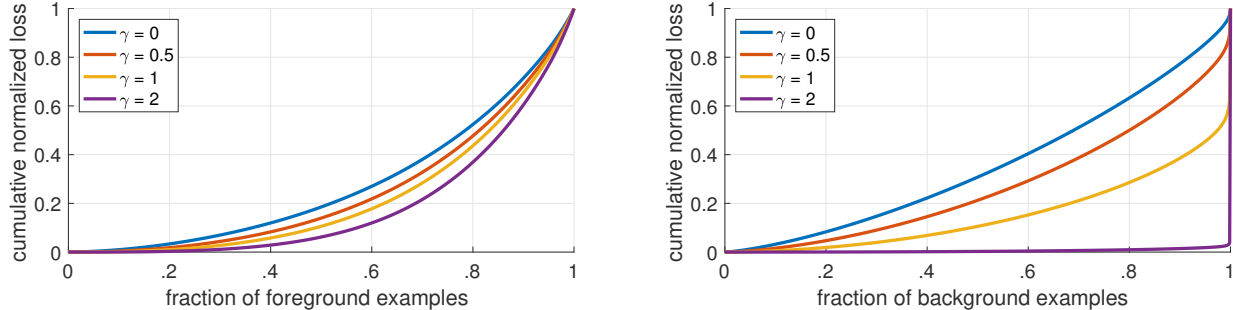 cumulative normalized loss
1
0.8
0.6
0.4
0.2
0
γ = 0
γ = 0.5
γ = 1
γ = 2
0 .2 .4 .6 .8 1
fraction of foreground examples
cumulative normalized loss
1
0.8
0.6
0.4
0.2
0
γ = 0
γ = 0.5
γ = 1
γ = 2
0 .2 .4 .6 .8 1
fraction of background examples